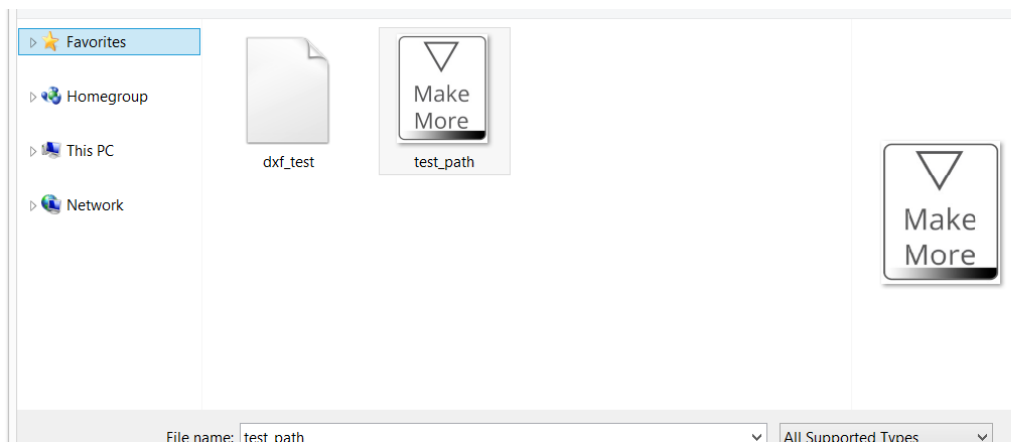 Favorites
Homegroup
This PC
Network
Make
More
dxf_test
test_path
Make
More
File name: test_path
All Supported Types